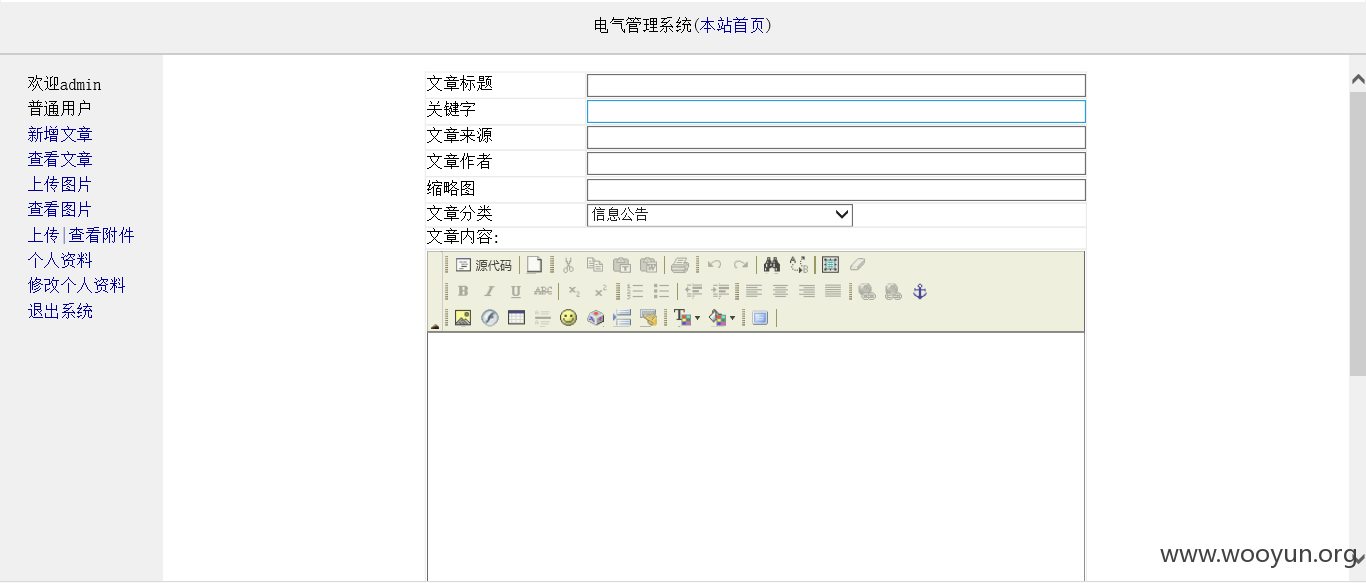 电气管理系统(本站首页)
欢迎admin
普通用户
新增文章
查看文章
上传图片
查看图片
上传|查看附件
个人资料
修改个人资料
退出系统
文章标题
关键字
文章来源
文章作者
缩略图
文章分类 信息公告
文章内容:
源代码
B I U ABC x₂ x²
www.wooyun.org